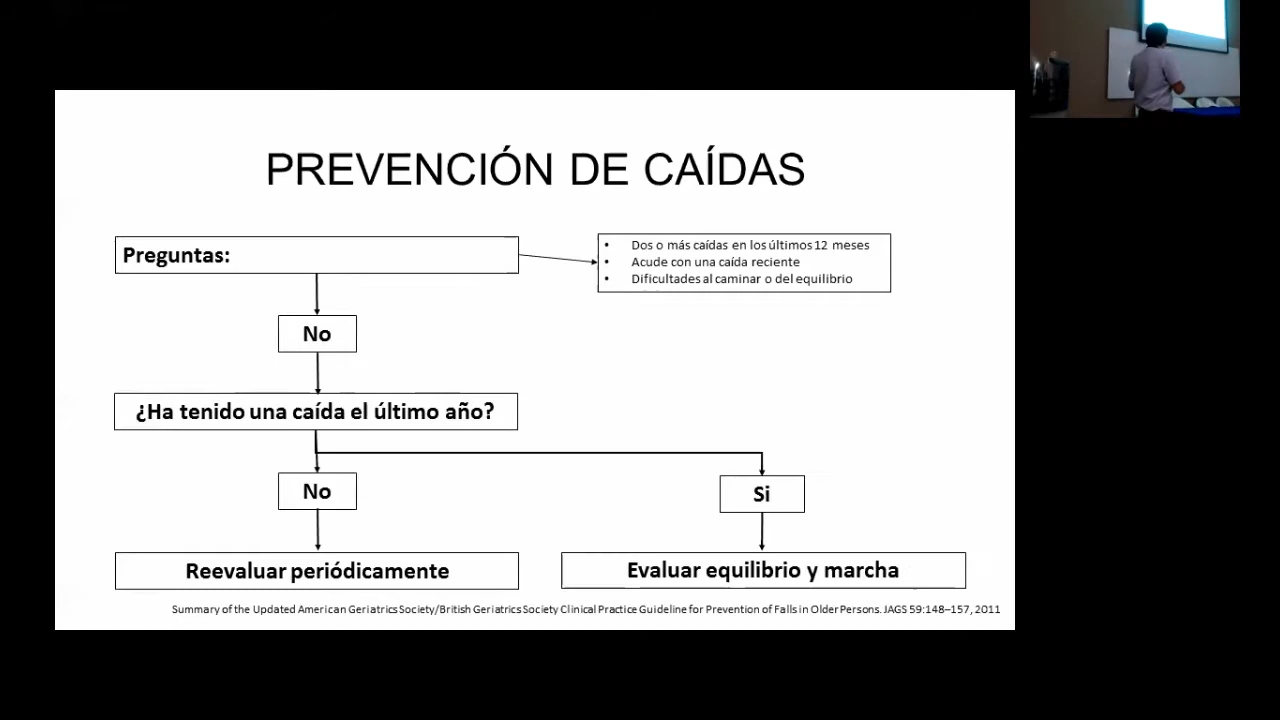 PREVENCIÓN DE CAÍDAS
Preguntas:
• Dos o más caídas en los últimos 12 meses
• Acude con una caída reciente
• Dificultades al caminar o del equilibrio
No
¿Ha tenido una caída el último año?
No
Si
Reevaluar periódicamente
Evaluar equilibrio y marcha
Summary of the Updated American Geriatrics Society/British Geriatrics Society Clinical Practice Guideline for Prevention of Falls in Older Persons. JAGS 59:148–157, 2011